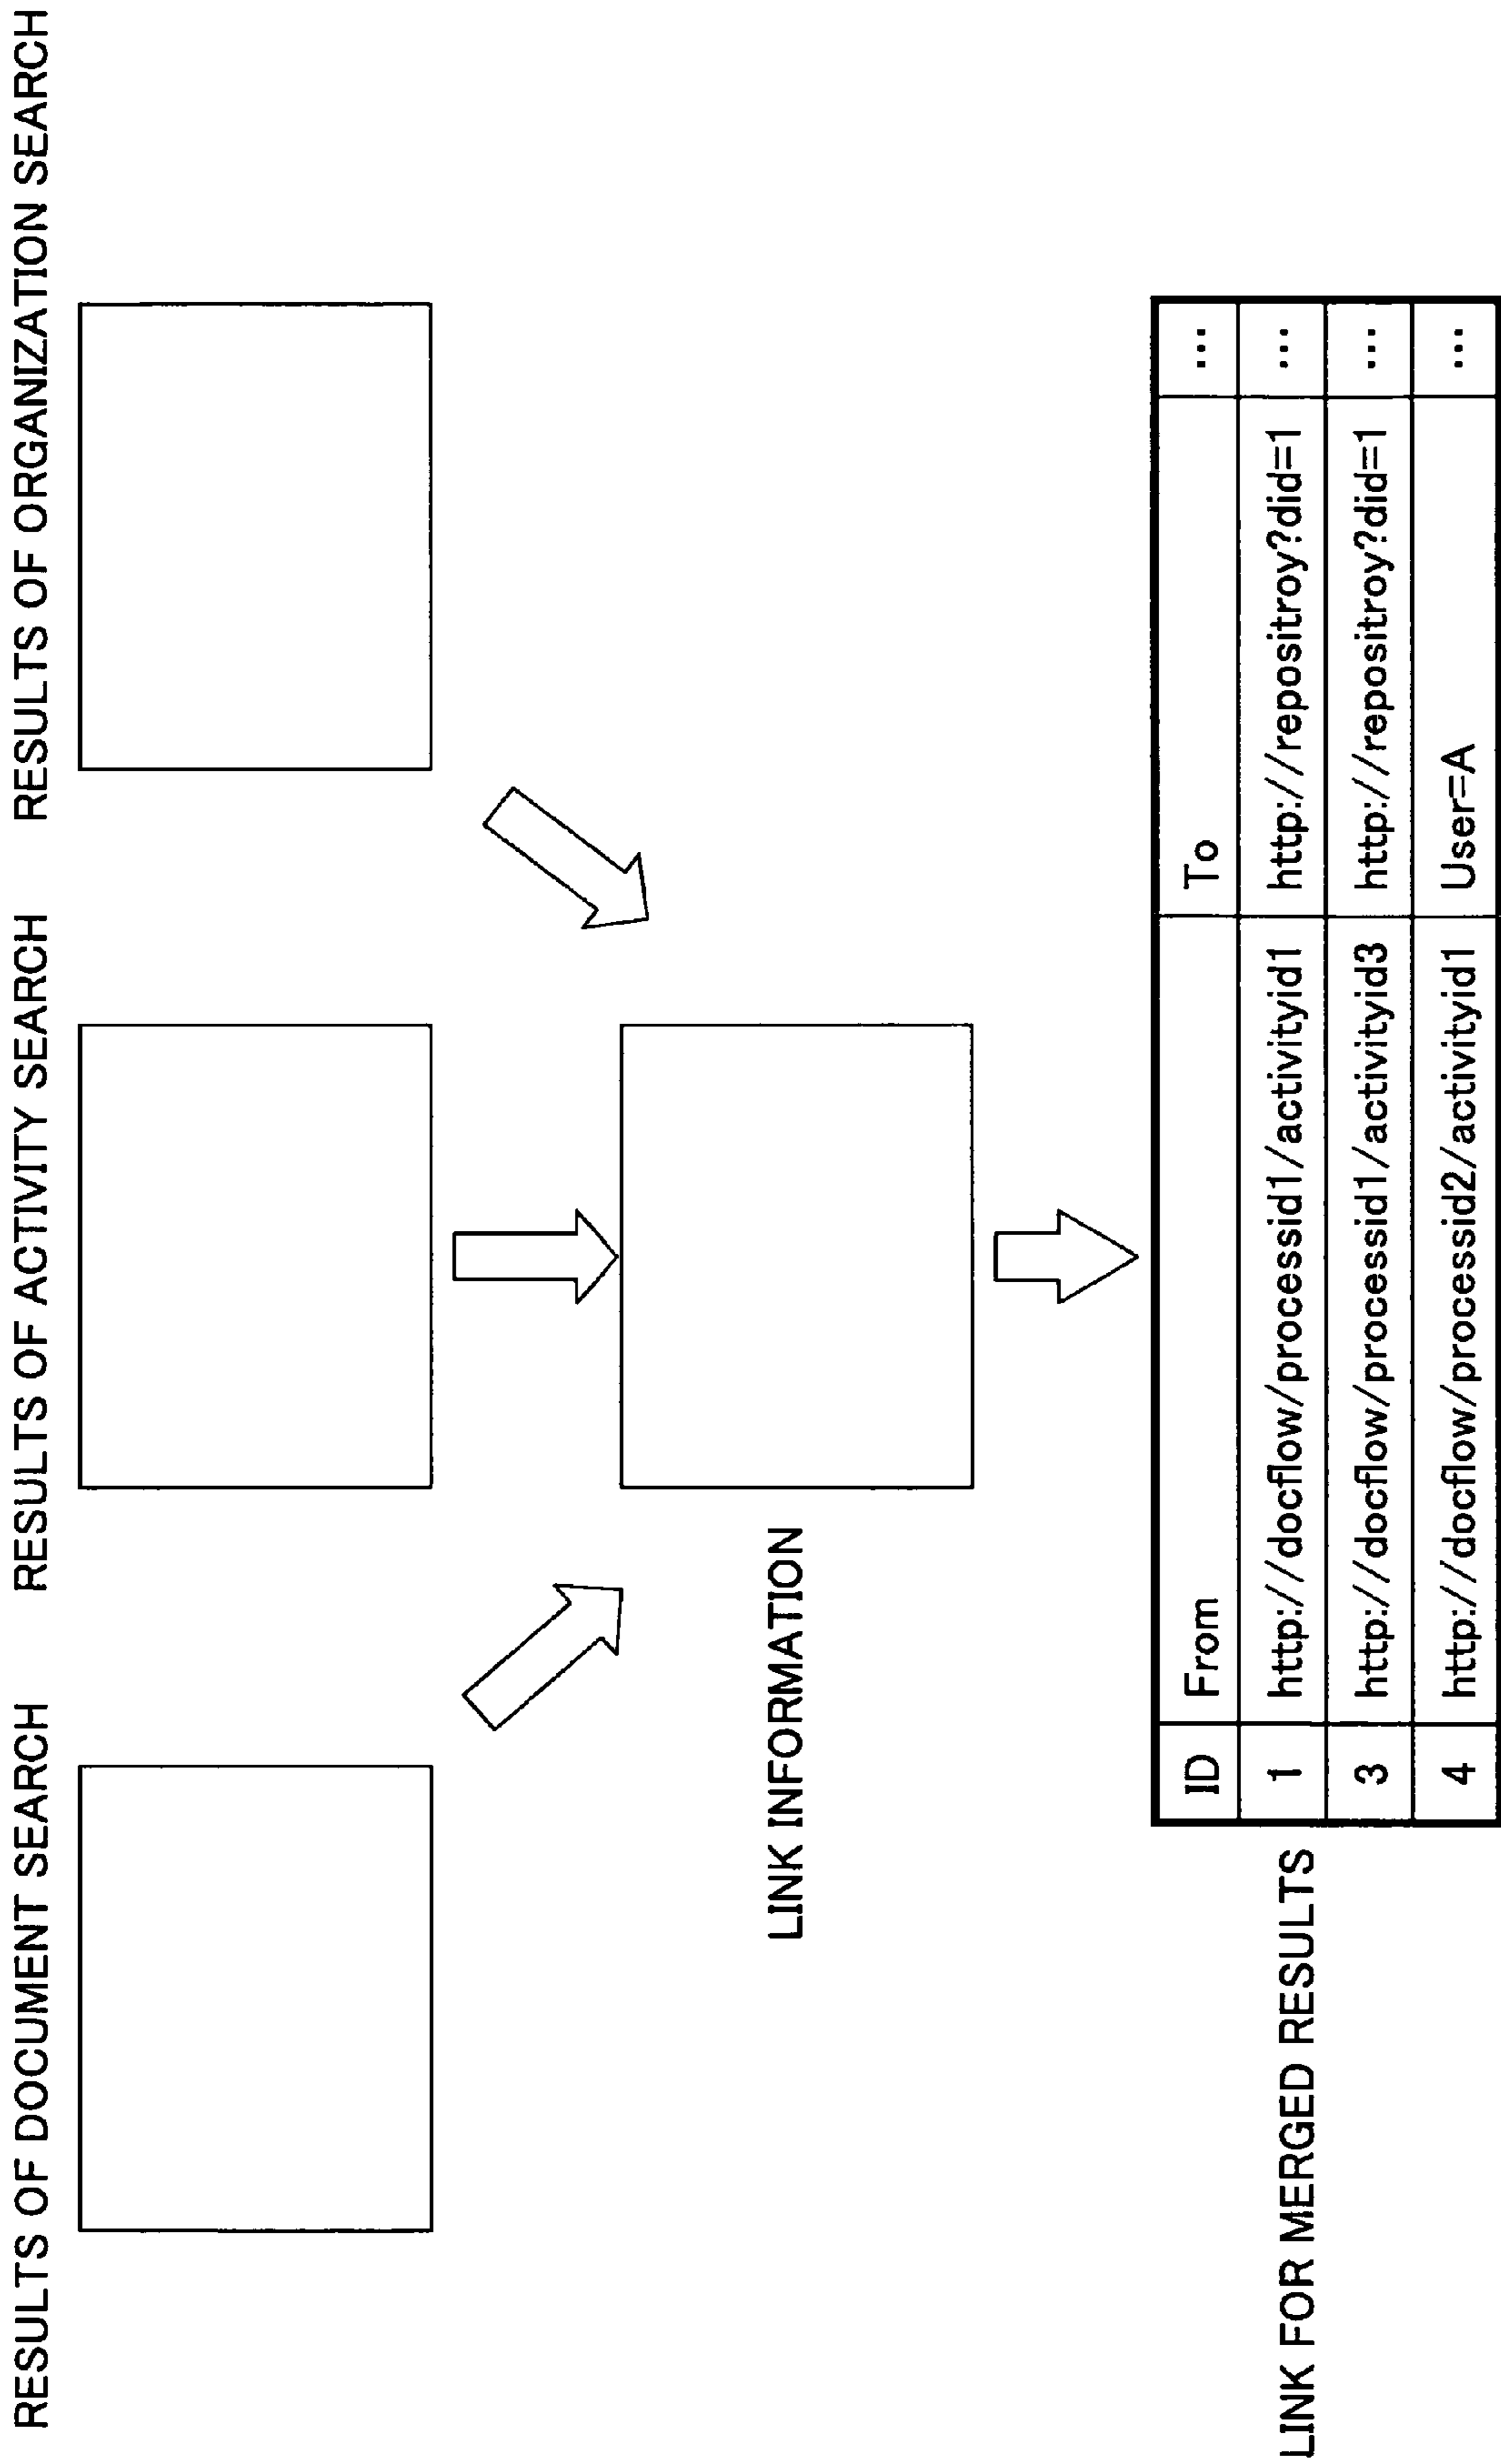 RESULTS OF DOCUMENT SEARCH
RESULTS OF ACTIVITY SEARCH
RESULTS OF ORGANIZATION SEARCH
LINK INFORMATION
LINK FOR MERGED RESULTS
ID From To ...
1 http://docflow/processid1/activityid1 http://repositroy?did=1 ...
3 http://docflow/processid1/activityid3 http://repositroy?did=1 ...
4 http://docflow/processid2/activityid1 User=A ...